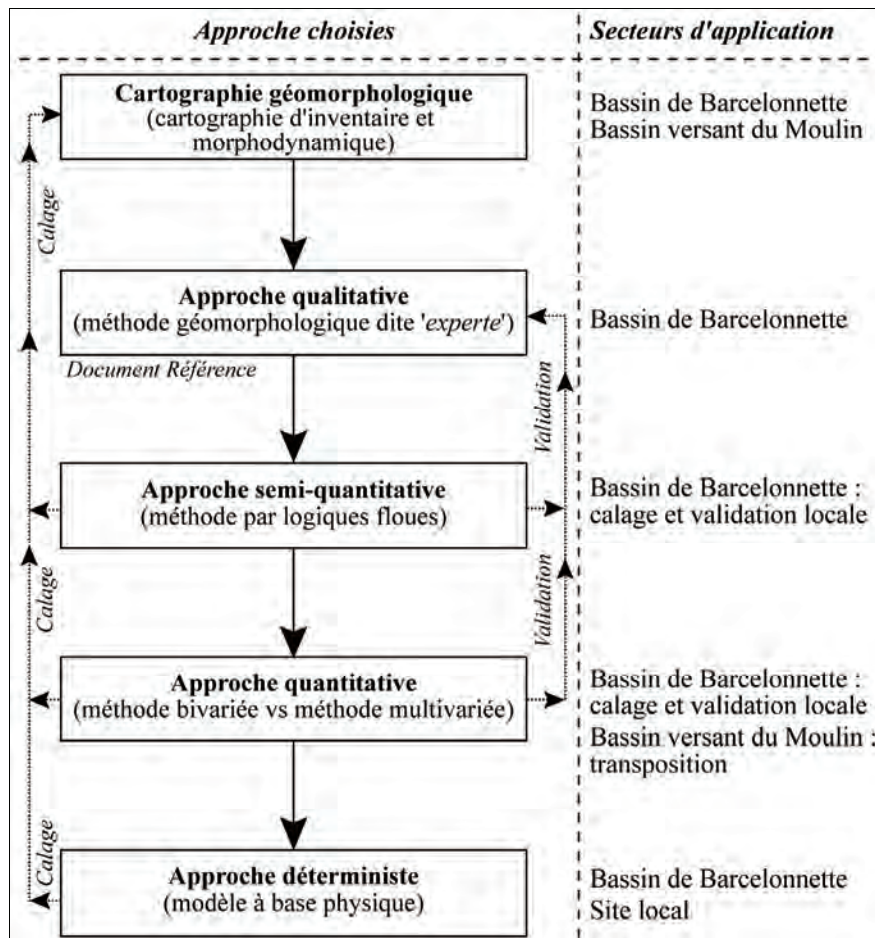 Approche choisies
Secteurs d'application
Cartographie géomorphologique
(cartographie d'inventaire et
morphodynamique)
Bassin de Barcelonnette
Bassin versant du Moulin
Calage
Approche qualitative
(méthode géomorphologique dite 'experte')
Bassin de Barcelonnette
Document Référence
Validation
Approche semi-quantitative
(méthode par logiques floues)
Bassin de Barcelonnette :
calage et validation locale
Calage
Validation
Approche quantitative
(méthode bivariée vs méthode multivariée)
Bassin de Barcelonnette :
calage et validation locale
Bassin versant du Moulin :
transposition
Calage
Approche déterministe
(modèle à base physique)
Bassin de Barcelonnette
Site local